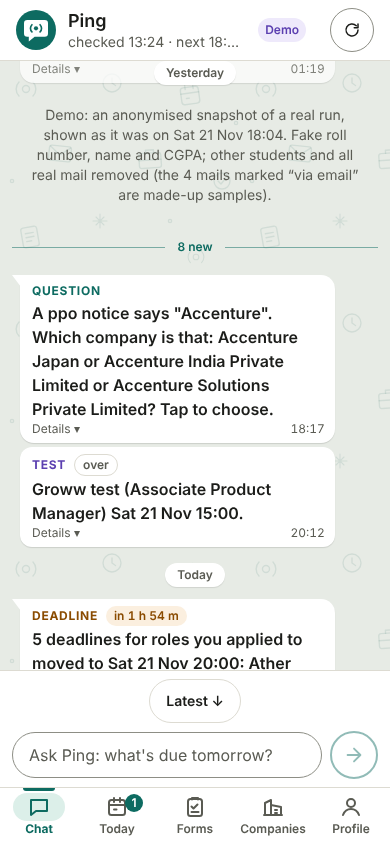 Ping
checked 13:24 · next 18:...
Demo
Details ▾
01:19
Yesterday
Demo: an anonymised snapshot of a real run,
shown as it was on Sat 21 Nov 18:04. Fake roll
number, name and CGPA; other students and all
real mail removed (the 4 mails marked “via email”
are made-up samples).
8 new
QUESTION
A ppo notice says "Accenture".
Which company is that: Accenture
Japan or Accenture India Private
Limited or Accenture Solutions
Private Limited? Tap to choose.
Details ▾
18:17
TEST over
Groww test (Associate Product
Manager) Sat 21 Nov 15:00.
Details ▾
20:12
Today
DEADLINE in 1 h 54 m
5 deadlines for roles you applied to
moved to Sat 21 Nov 20:00: Ather
Latest ↓
Ask Ping: what's due tomorrow?
1
Chat
Today
Forms
Companies
Profile